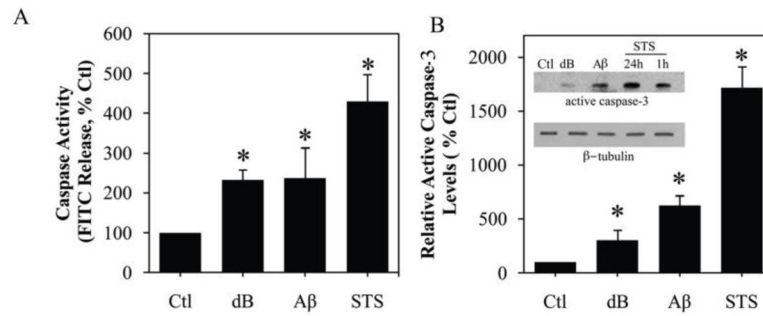 A
Caspase Activity
(FITC Release, % Ctl)
600
500
400
300
200
100
0
*
*
*
Ctl dB Aβ STS
B
Relative Active Caspase-3
Levels ( % Ctl)
2000
1500
1000
500
0
STS
Ctl dB Aβ 24h 1h
active caspase-3
β−tubulin
*
*
*
Ctl dB Aβ STS